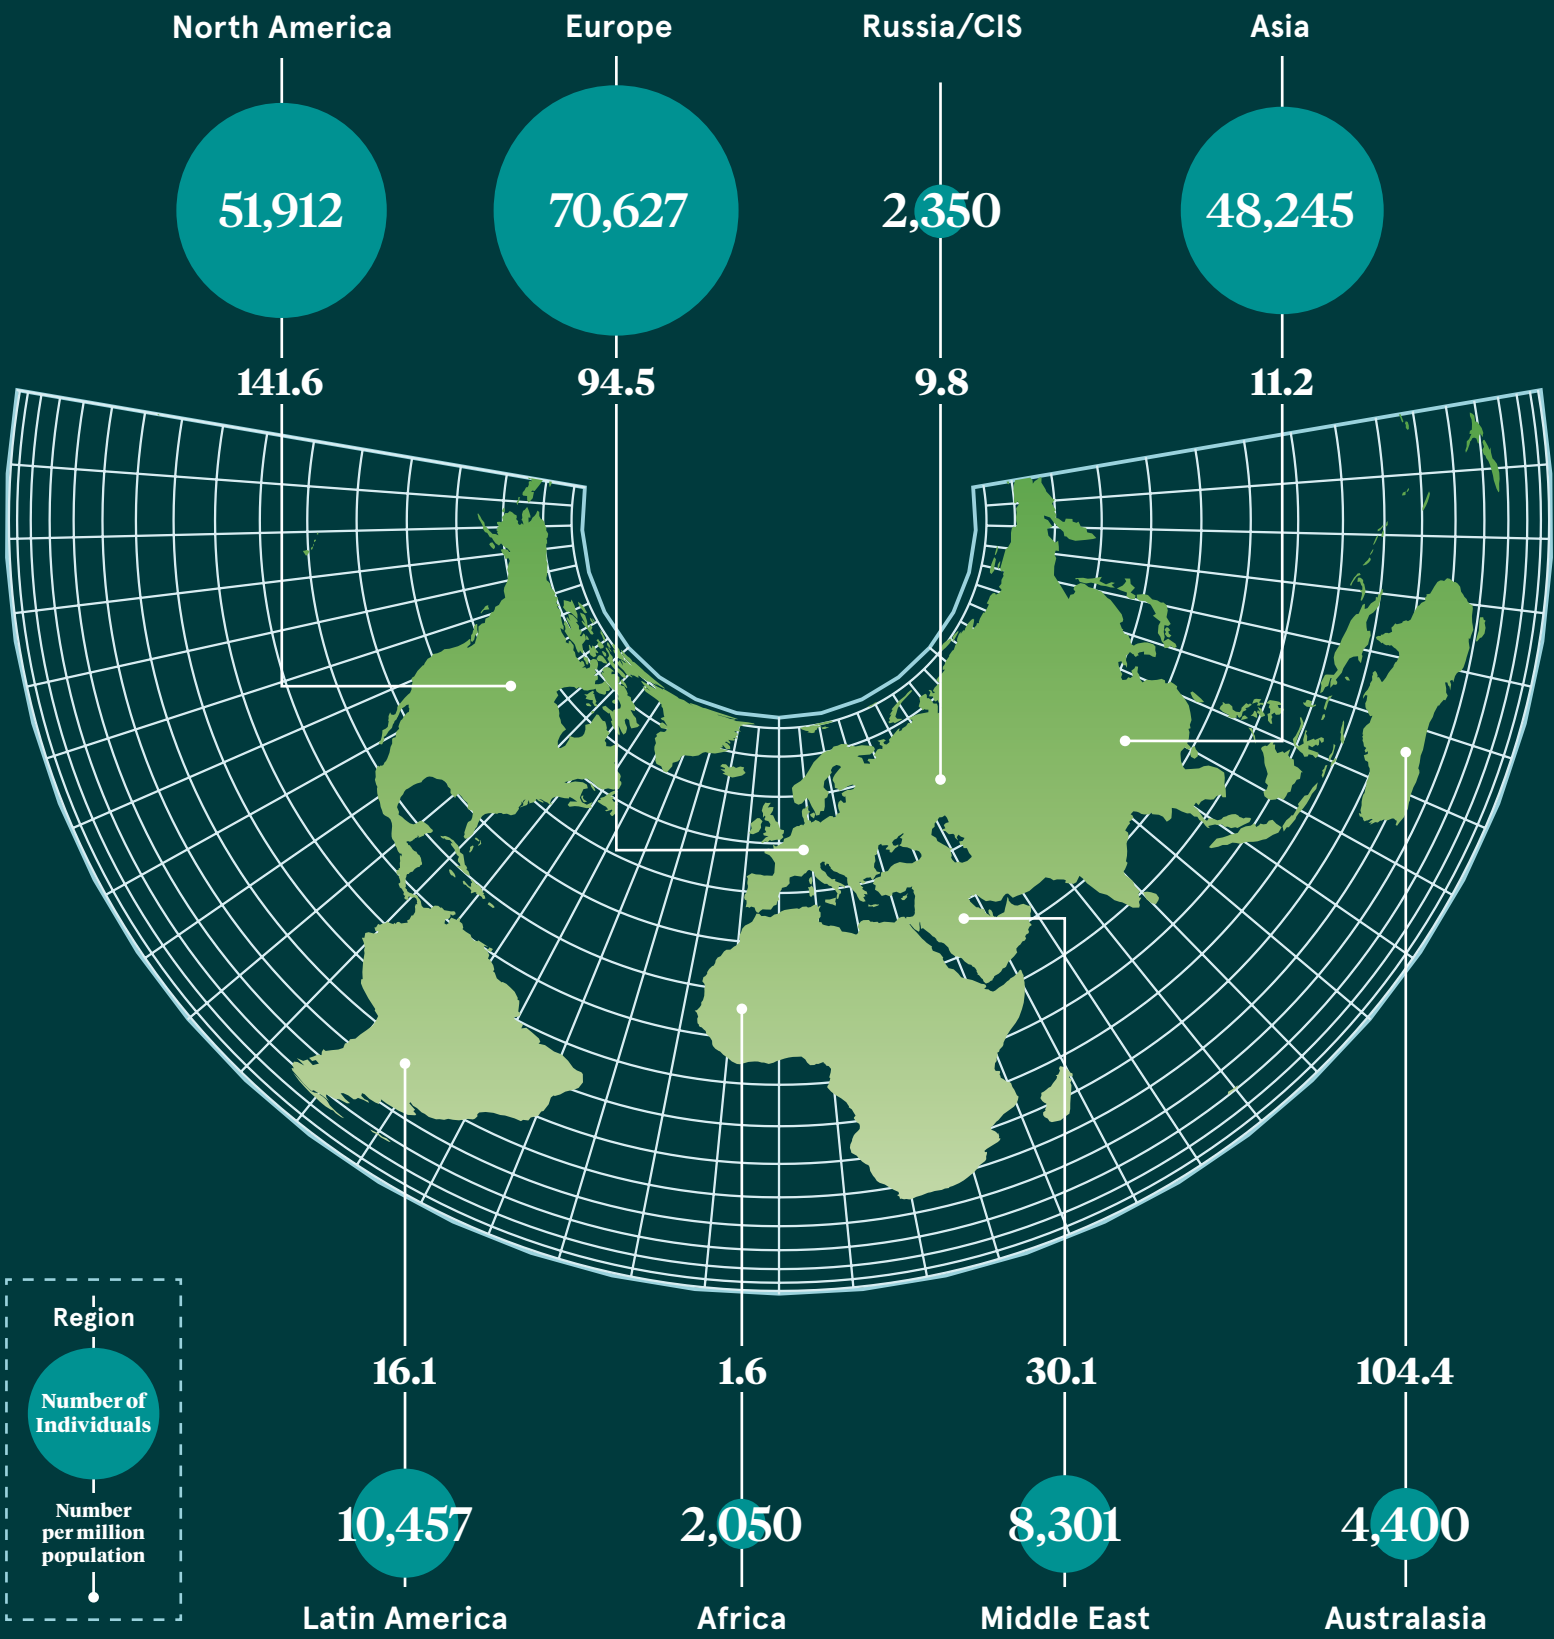 North America
Europe
Russia/CIS
Asia
51,912
70,627
2,350
48,245
141.6
94.5
9.8
11.2
Region
Number of
Individuals
Number
per million
population
16.1
1.6
30.1
104.4
10,457
2,050
8,301
4,400
Latin America
Africa
Middle East
Australasia